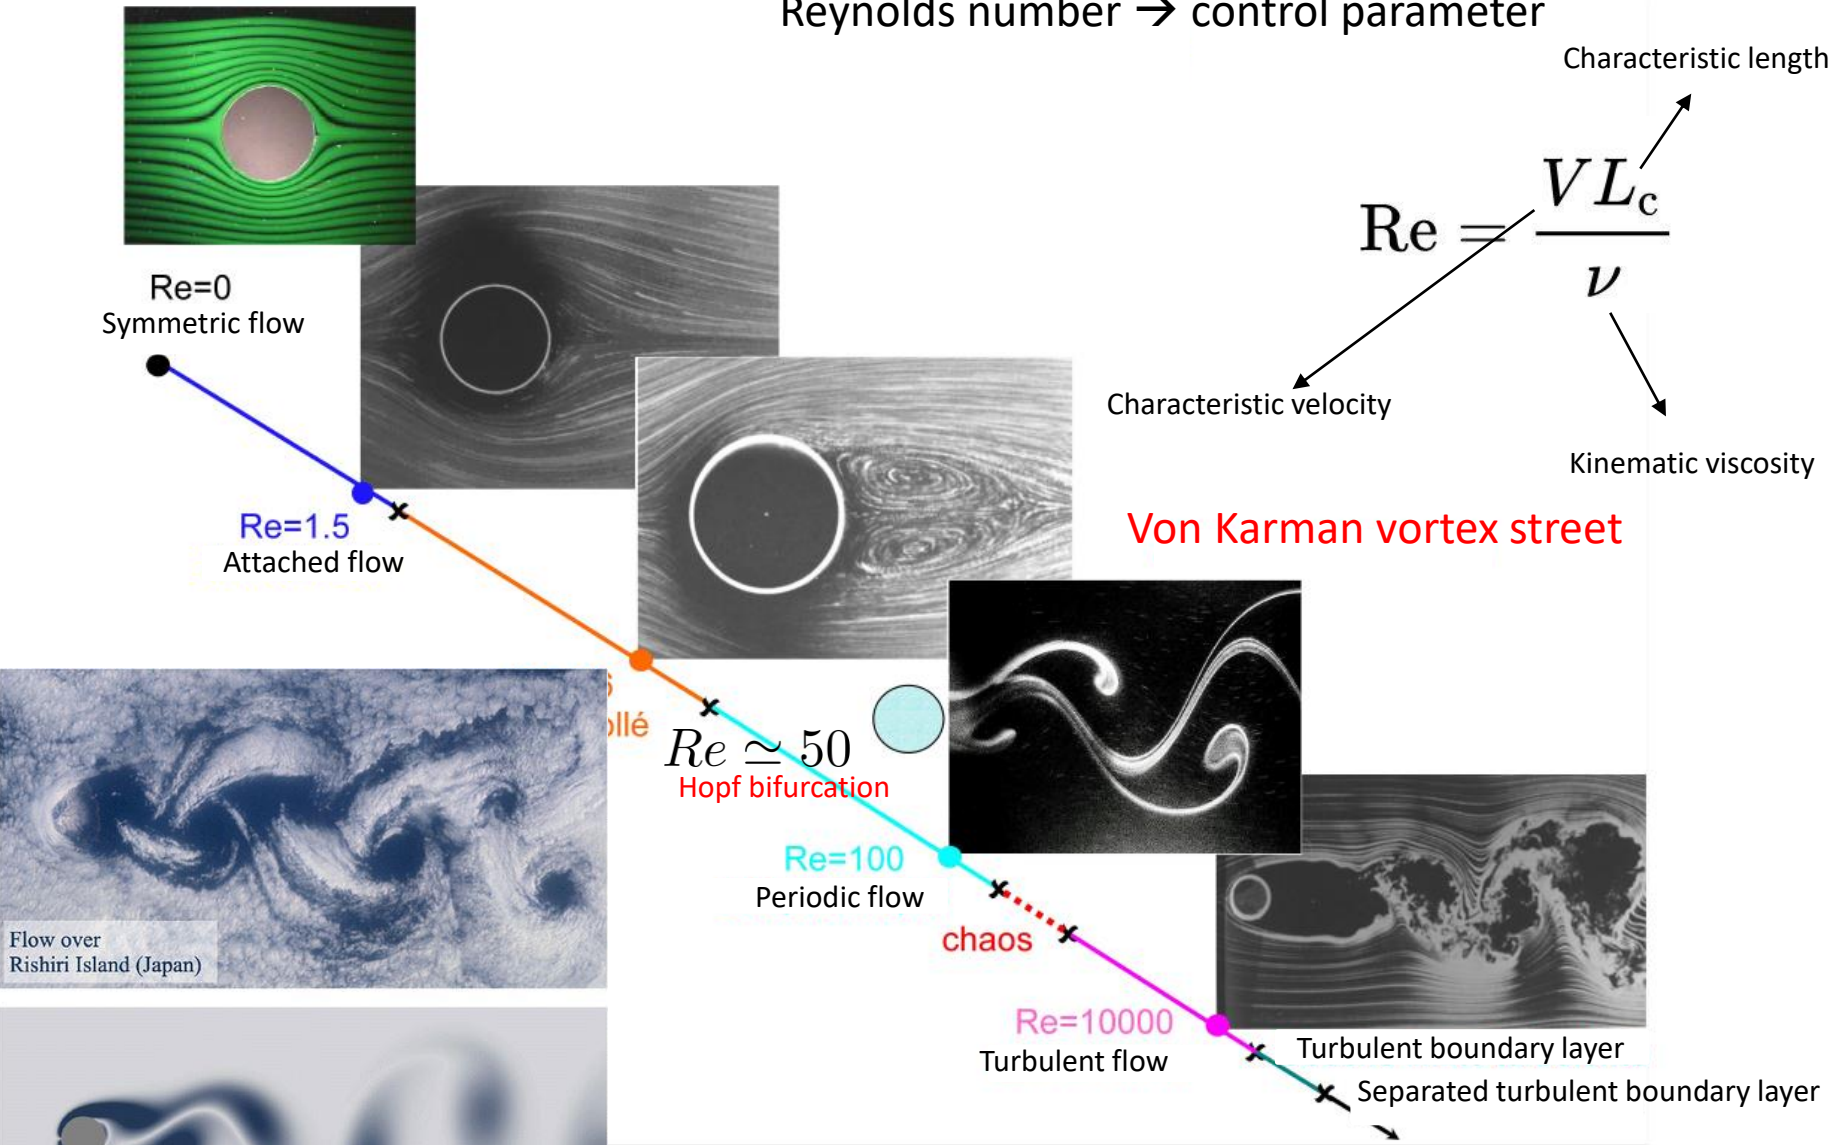 Reynolds number → control parameter
Characteristic length
Re = V L_c / ν
Characteristic velocity
Kinematic viscosity
Von Karman vortex street
Re=0
Symmetric flow
Re=1.5
Attached flow
Re ≃ 50
Hopf bifurcation
Re=100
Periodic flow
chaos
Re=10000
Turbulent flow
Turbulent boundary layer
Separated turbulent boundary layer
Flow over
Rishiri Island (Japan)